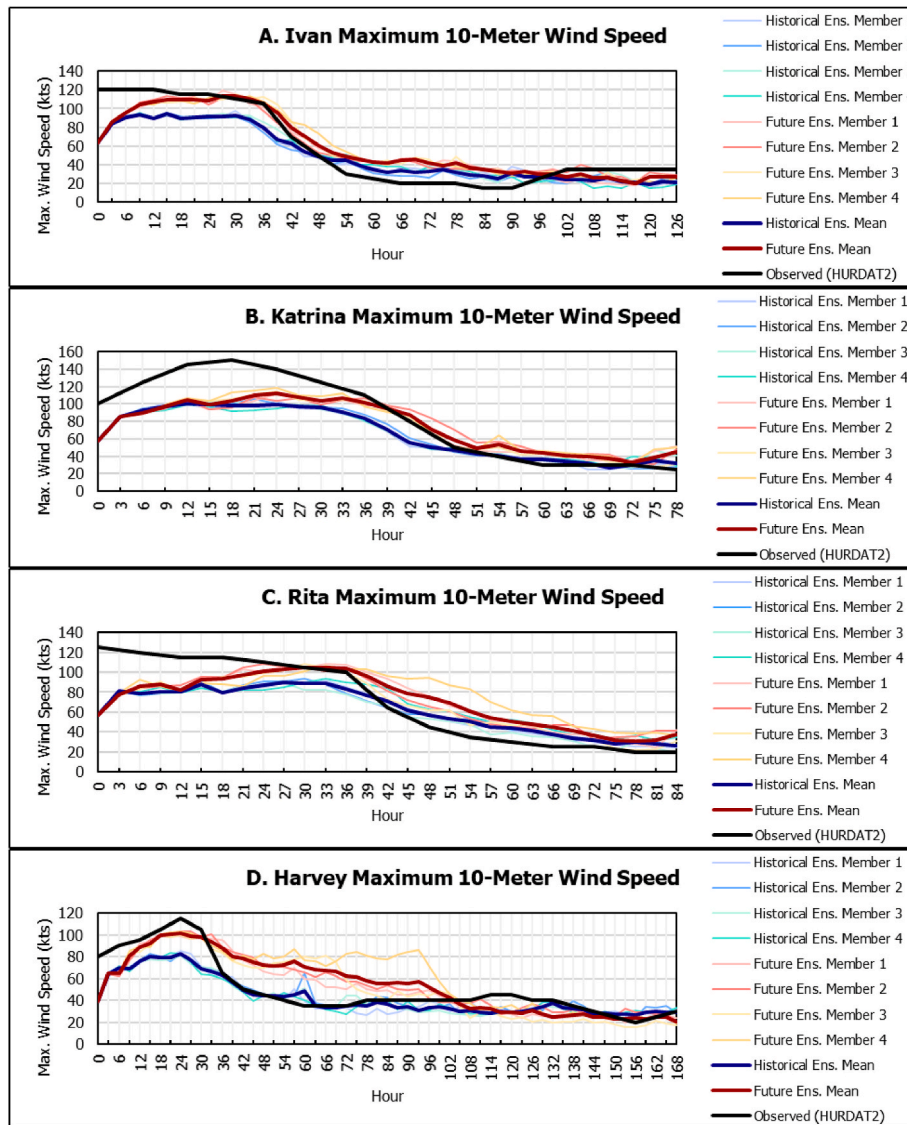 A. Ivan Maximum 10-Meter Wind Speed
Max. Wind Speed (kts)
140
120
100
80
60
40
20
0
0 6 12 18 24 30 36 42 48 54 60 66 72 78 84 90 96 102 108 114 120 126
Hour
Historical Ens. Member
Historical Ens. Member
Historical Ens. Member
Historical Ens. Member
Future Ens. Member 1
Future Ens. Member 2
Future Ens. Member 3
Future Ens. Member 4
Historical Ens. Mean
Future Ens. Mean
Observed (HURDAT2)
B. Katrina Maximum 10-Meter Wind Speed
Max. Wind Speed (kts)
160
140
120
100
80
60
40
20
0
0 3 6 9 12 15 18 21 24 27 30 33 36 39 42 45 48 51 54 57 60 63 66 69 72 75 78
Hour
Historical Ens. Member 1
Historical Ens. Member 2
Historical Ens. Member 3
Historical Ens. Member 4
Future Ens. Member 1
Future Ens. Member 2
Future Ens. Member 3
Future Ens. Member 4
Historical Ens. Mean
Future Ens. Mean
Observed (HURDAT2)
C. Rita Maximum 10-Meter Wind Speed
Max. Wind Speed (kts)
140
120
100
80
60
40
20
0
0 3 6 9 12 15 18 21 24 27 30 33 36 39 42 45 48 51 54 57 60 63 66 69 72 75 78 81 84
Hour
Historical Ens. Member 1
Historical Ens. Member 2
Historical Ens. Member 3
Historical Ens. Member 4
Future Ens. Member 1
Future Ens. Member 2
Future Ens. Member 3
Future Ens. Member 4
Historical Ens. Mean
Future Ens. Mean
Observed (HURDAT2)
D. Harvey Maximum 10-Meter Wind Speed
Max. Wind Speed (kts)
120
100
80
60
40
20
0
0 6 12 18 24 30 36 42 48 54 60 66 72 78 84 90 96 102 108 114 120 126 132 138 144 150 156 162 168
Hour
Historical Ens. Member 1
Historical Ens. Member 2
Historical Ens. Member 3
Historical Ens. Member 4
Future Ens. Member 1
Future Ens. Member 2
Future Ens. Member 3
Future Ens. Member 4
Historical Ens. Mean
Future Ens. Mean
Observed (HURDAT2)